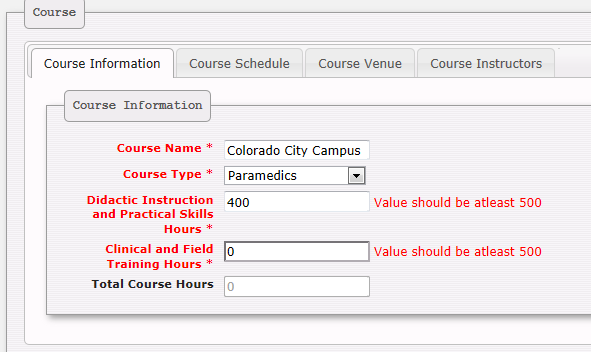 Course
Course Information Course Schedule Course Venue Course Instructors
Course Information
Course Name * Colorado City Campus
Course Type * Paramedics
Didactic Instruction
and Practical Skills
Hours *
400 Value should be atleast 500
Clinical and Field
Training Hours *
0 Value should be atleast 500
Total Course Hours 0